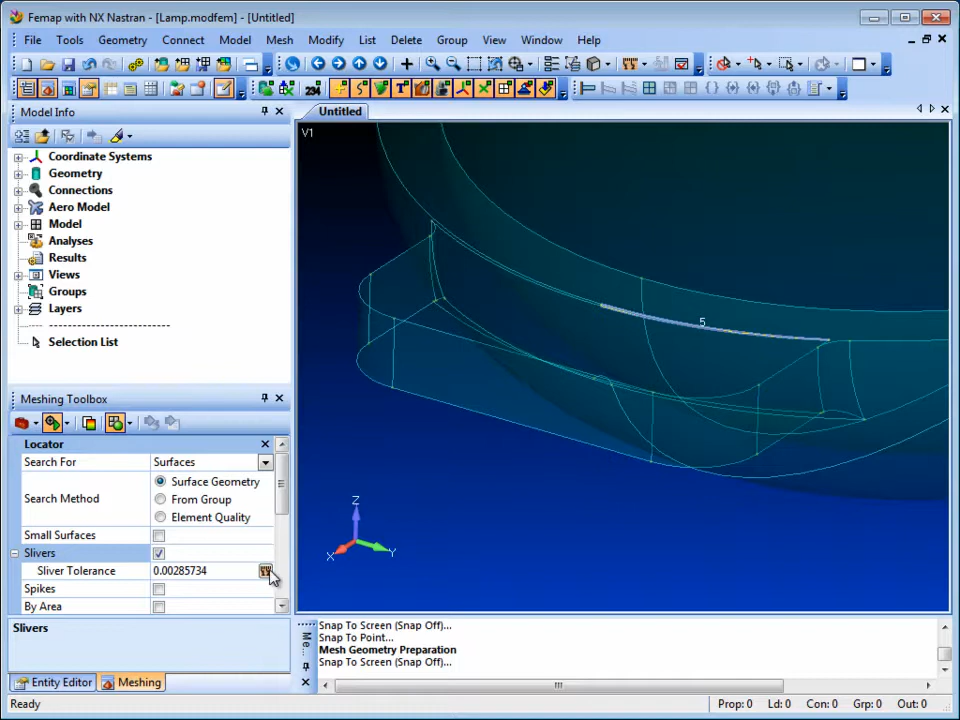 Femap with NX Nastran - [Lamp.modfem] - [Untitled]
File Tools Geometry Connect Model Mesh Modify List Delete Group View Window Help
234
Model Info
Untitled
V1
Coordinate Systems
Geometry
Connections
Aero Model
Model
Analyses
Results
Views
Groups
Layers
Selection List
5
Meshing Toolbox
Locator
Search For Surfaces
Search Method
Surface Geometry
From Group
Element Quality
Small Surfaces
Slivers
Sliver Tolerance 0.00285734
Spikes
By Area
Slivers
Z
X
Y
Me...
Snap To Screen (Snap Off)...
Snap To Point...
Mesh Geometry Preparation
Snap To Screen (Snap Off)...
Entity Editor Meshing
Ready Prop: 0 Ld: 0 Con: 0 Grp: 0 Out: 0